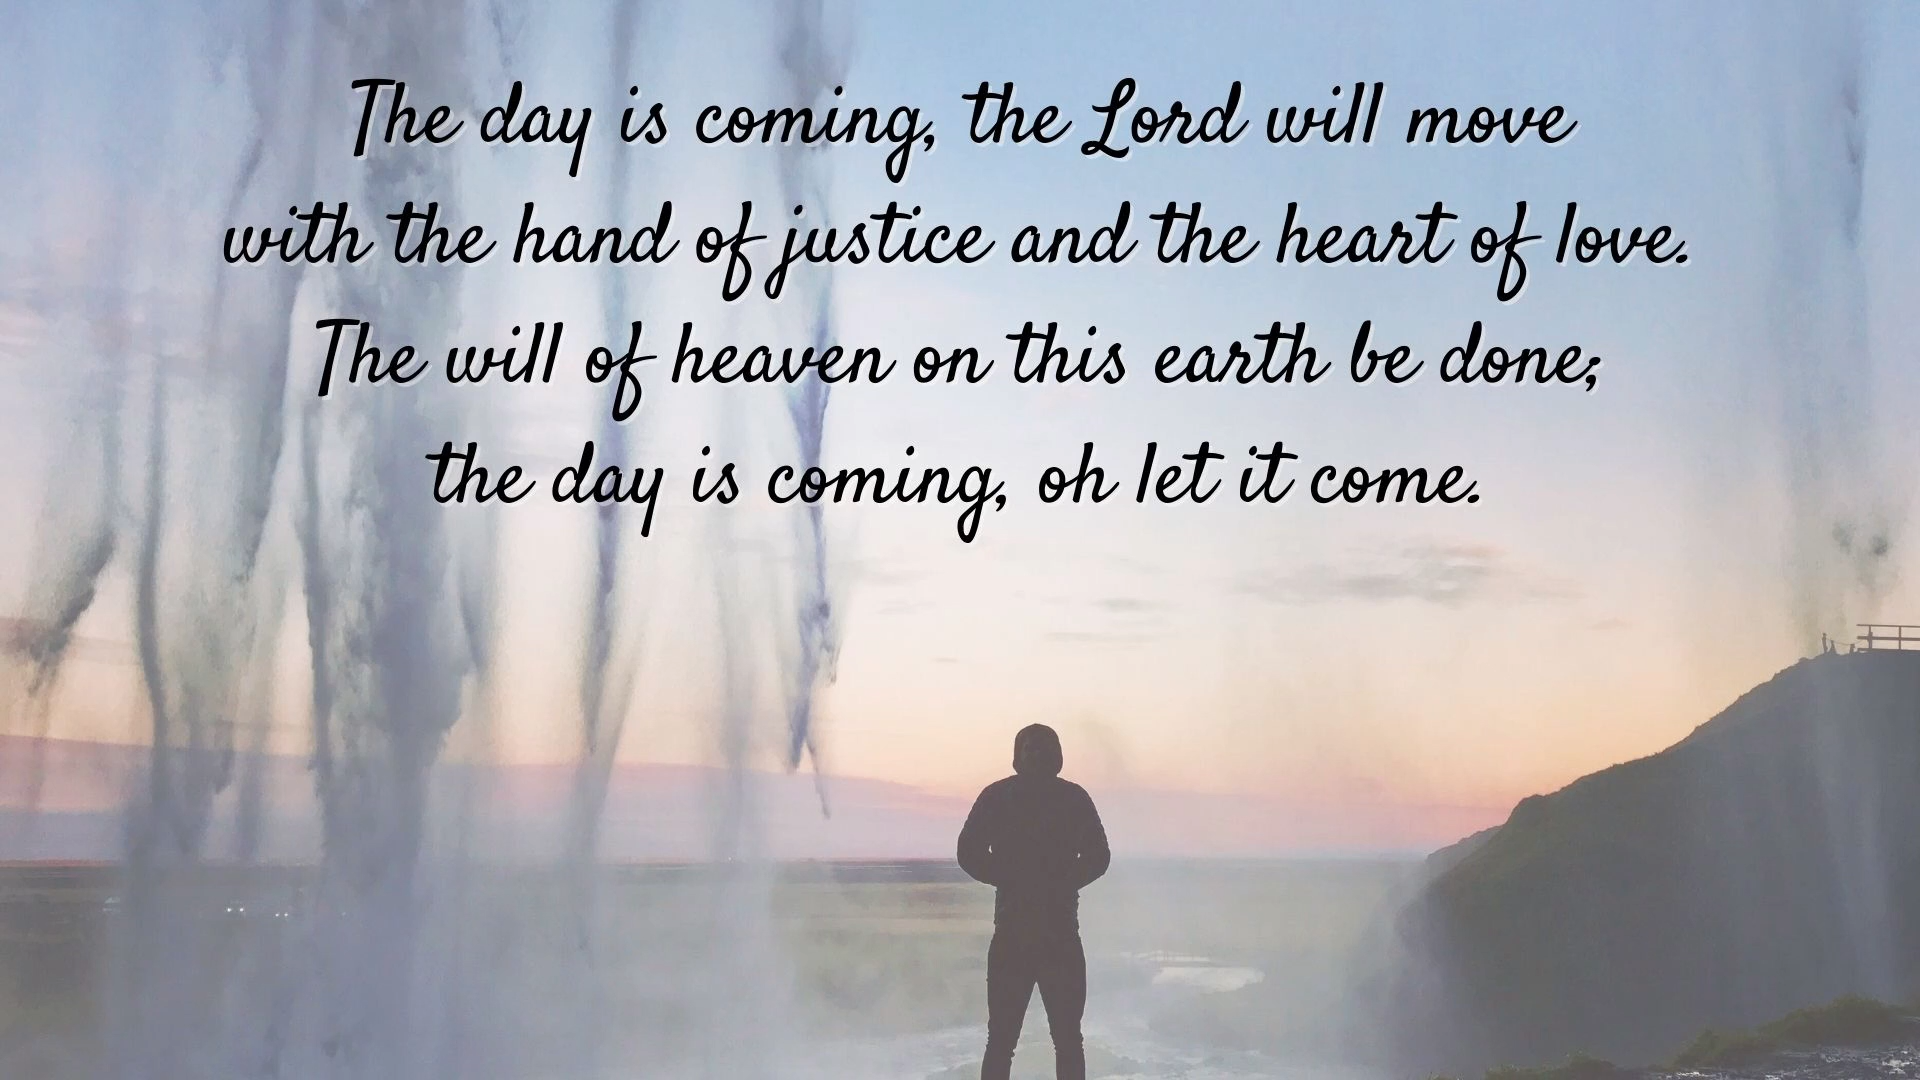 The day is coming, the Lord will move
with the hand of justice and the heart of love.
The will of heaven on this earth be done;
the day is coming, oh let it come.